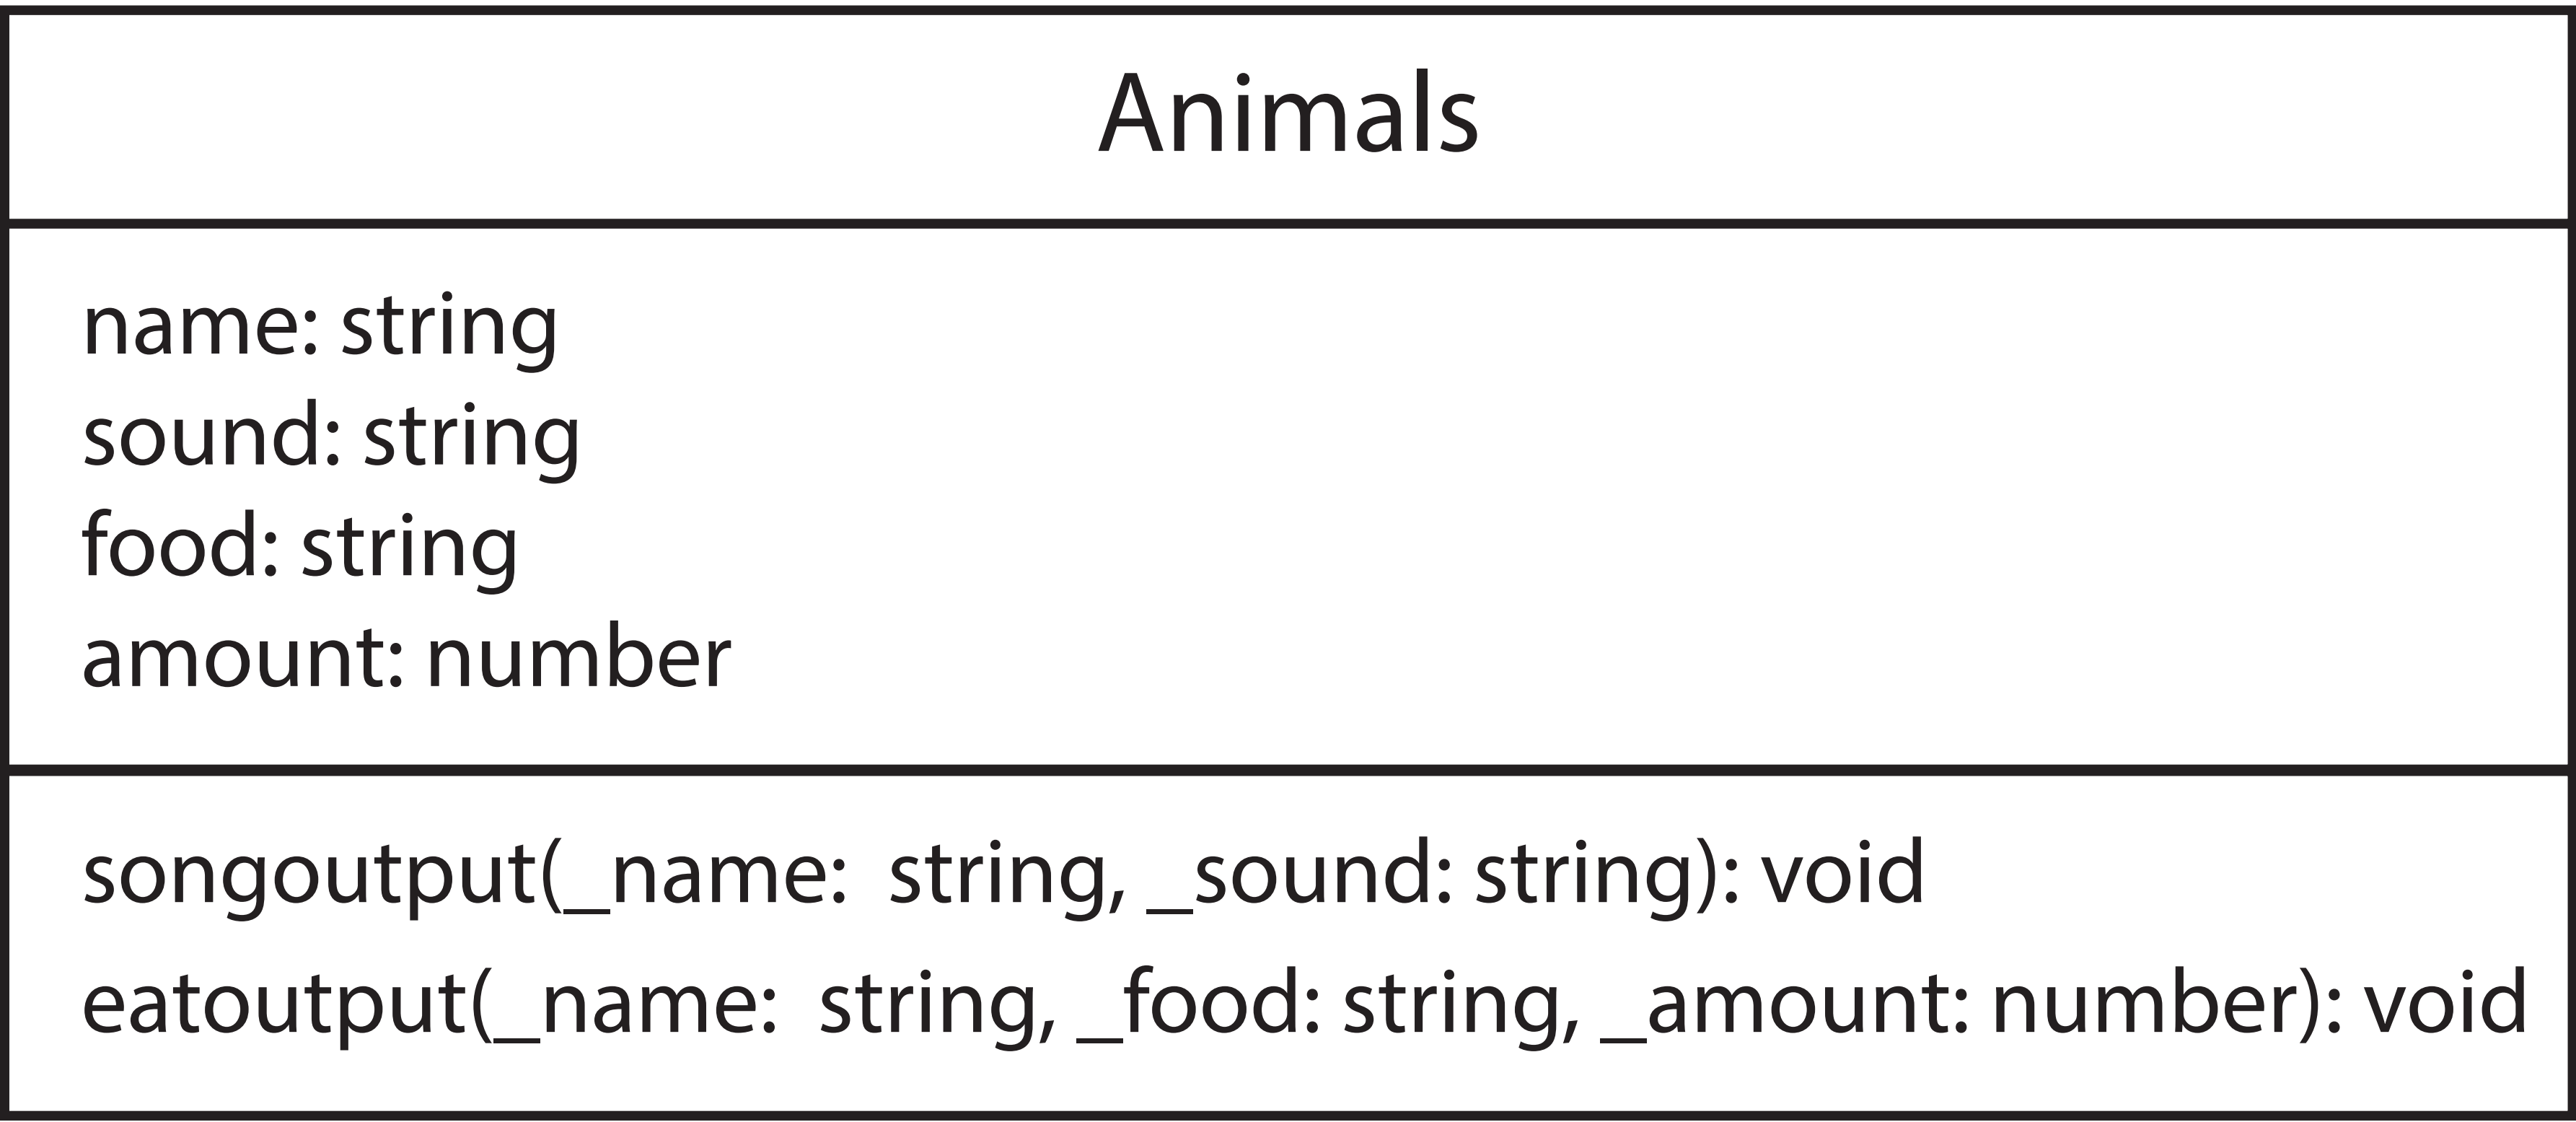 Animals
name: string
sound: string
food: string
amount: number
songoutput(_name:  string, _sound: string): void
eatoutput(_name:  string, _food: string, _amount: number): void